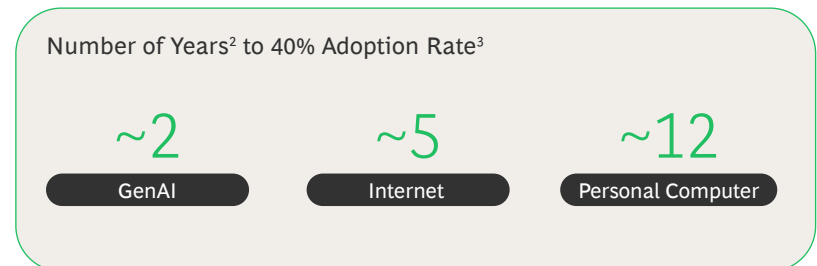 Number of Years² to 40% Adoption Rate³
~2 ~5 ~12
GenAI Internet Personal Computer